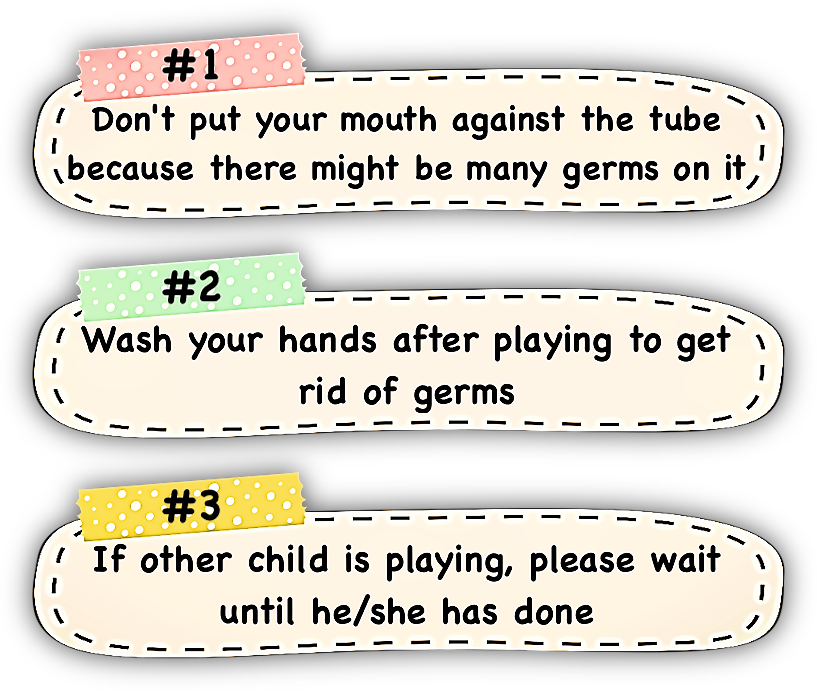 #1
Don't put your mouth against the tube
because there might be many germs on it
#2
Wash your hands after playing to get
rid of germs
#3
If other child is playing, please wait
until he/she has done